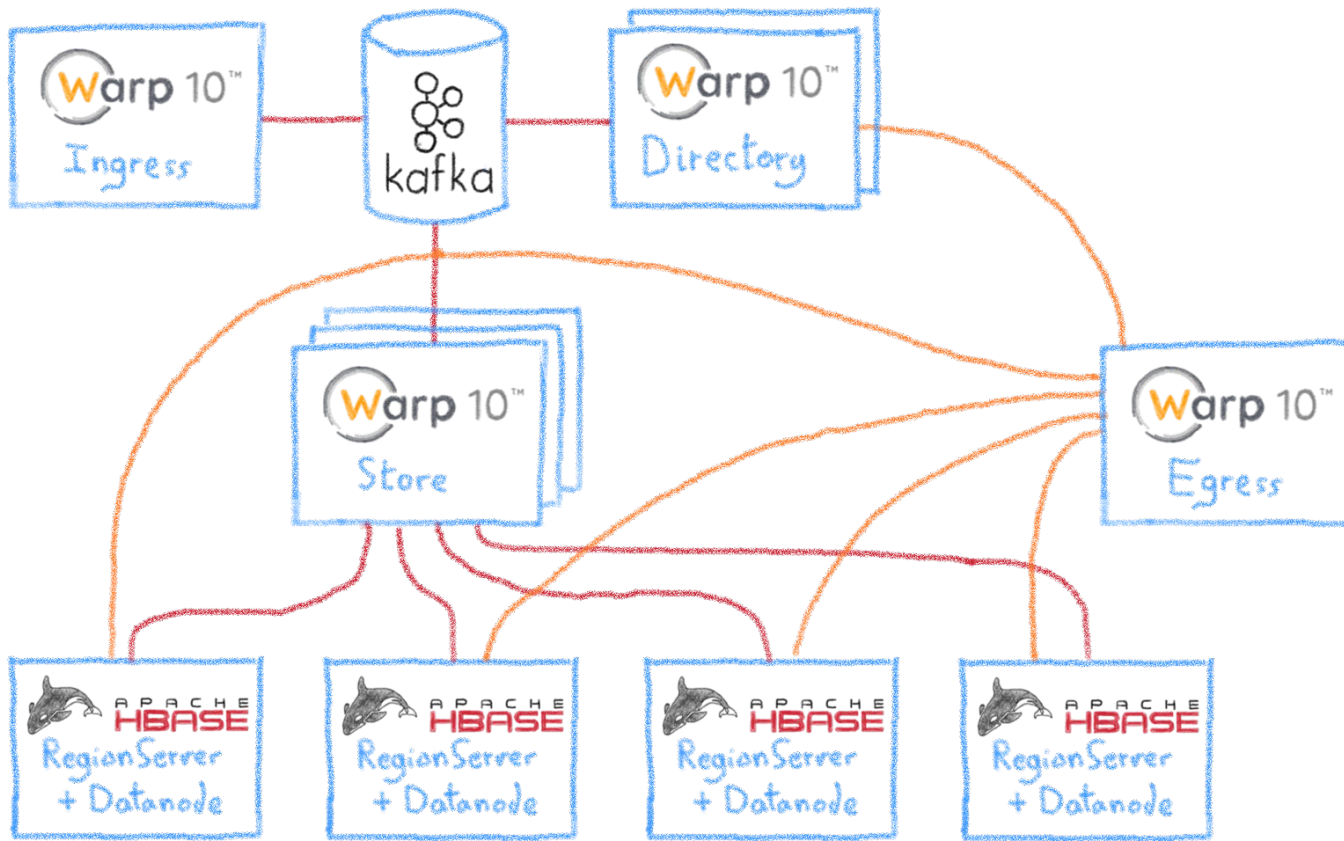 Warp 10™
Ingress
kafka
Warp 10™
Directory
Warp 10™
Store
Warp 10™
Egress
APACHE
HBASE
RegionServer
+ Datanode
APACHE
HBASE
RegionServer
+ Datanode
APACHE
HBASE
RegionServer
+ Datanode
APACHE
HBASE
RegionServer
+ Datanode